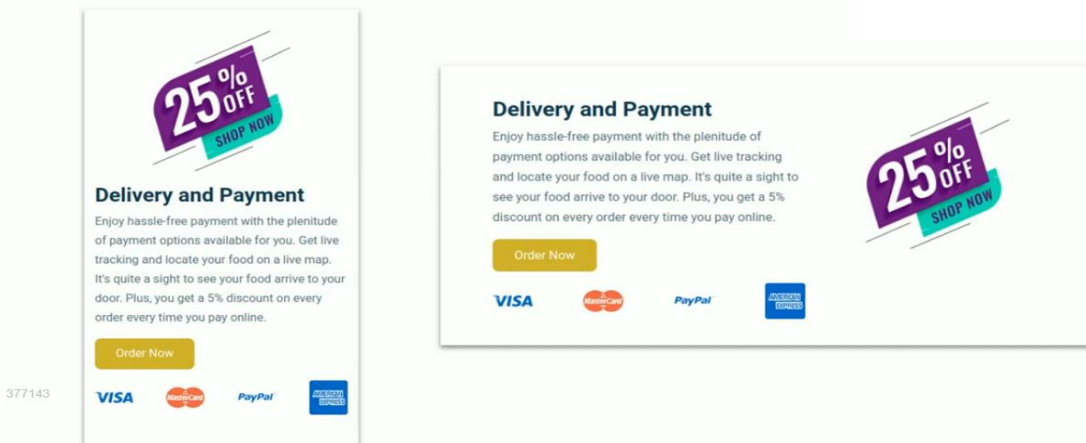 25%
OFF
SHOP NOW
Delivery and Payment
Enjoy hassle-free payment with the plenitude
of payment options available for you. Get live
tracking and locate your food on a live map.
It's quite a sight to see your food arrive to your
door. Plus, you get a 5% discount on every
order every time you pay online.
Order Now
VISA
MasterCard
PayPal
AMERICAN
EXPRESS
377143
Delivery and Payment
Enjoy hassle-free payment with the plenitude of
payment options available for you. Get live tracking
and locate your food on a live map. It's quite a sight to
see your food arrive to your door. Plus, you get a 5%
discount on every order every time you pay online.
Order Now
VISA
MasterCard
PayPal
AMERICAN
EXPRESS
25%
OFF
SHOP NOW